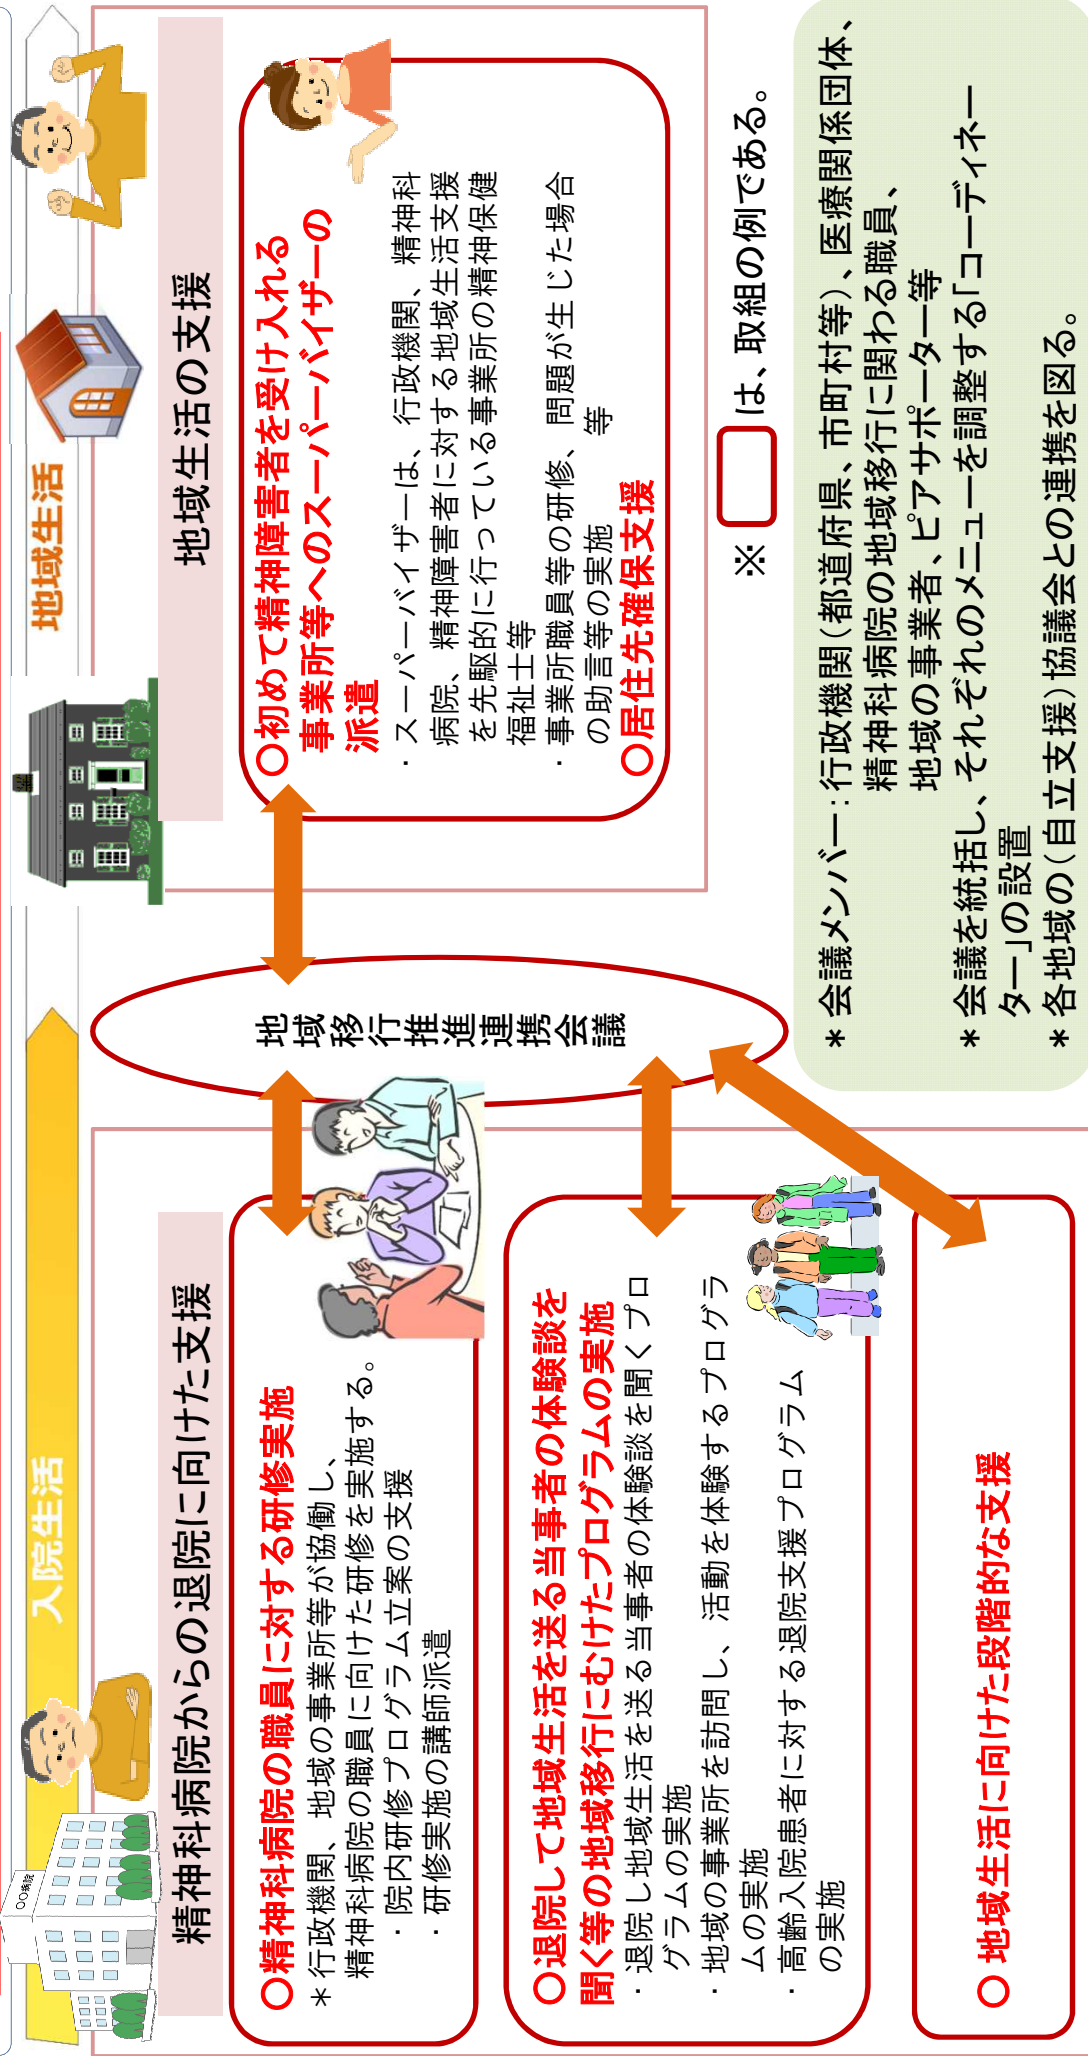 入院生活
地域生活
○○病院
精神科病院からの退院に向けた支援
○精神科病院の職員に対する研修実施
＊行政機関、地域の事業所等が協働し、
精神科病院の職員に向けた研修を実施する。
・院内研修プログラム立案の支援
・研修実施の講師派遣
○退院して地域生活を送る当事者の体験談を
聞く等の地域移行にむけたプログラムの実施
・退院し地域生活を送る当事者の体験談を聞くプロ
グラムの実施
・地域の事業所を訪問し、活動を体験するプログラ
ムの実施
・高齢入院患者に対する退院支援プログラム
の実施
○ 地域生活に向けた段階的な支援
地域移行推進連携会議
地域生活の支援
○初めて精神障害者を受け入れる
事業所等へのスーパーバイザーの
派遣
・スーパーバイザーは、行政機関、精神科
病院、精神障害者に対する地域生活支援
を先駆的に行っている事業所の精神保健
福祉士等
・事業所職員等の研修、問題が生じた場合
の助言等の実施　　等
○居住先確保支援
※　は、取組の例である。
＊会議メンバー：行政機関（都道府県、市町村等）、医療関係団体、
精神科病院の地域移行に関わる職員、
地域の事業者、ピアサポーター等
＊会議を統括し、それぞれのメニューを調整する「コーディネー
ター」の設置
＊各地域の（自立支援）協議会との連携を図る。